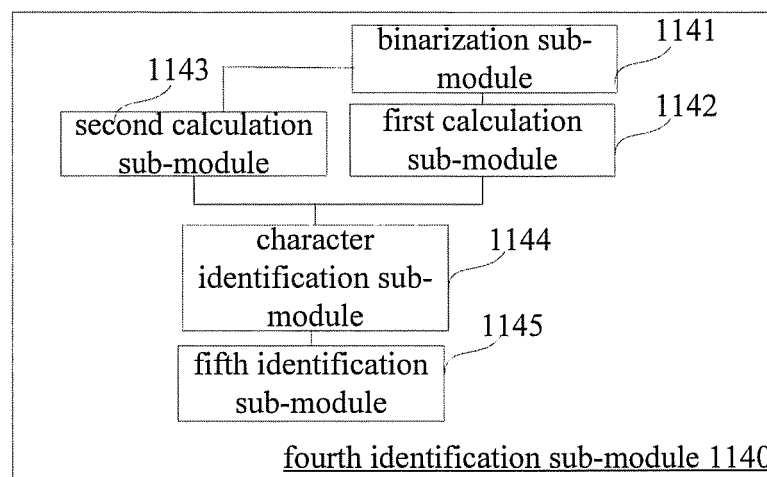 binarization sub-
module
1141
1143
second calculation
sub-module
first calculation
sub-module
1142
character
identification sub-
module
1144
fifth identification
sub-module
1145
fourth identification sub-module 1140